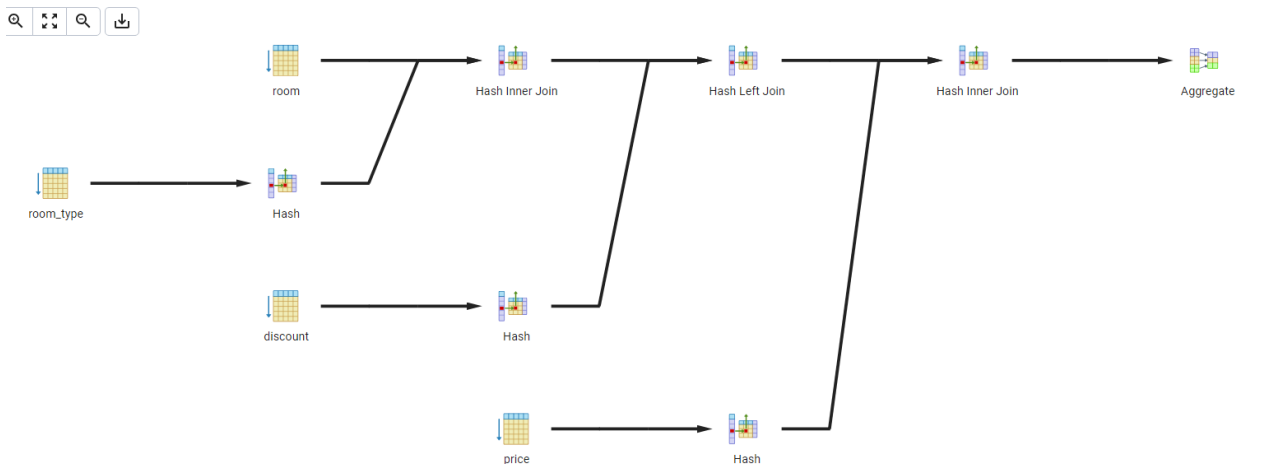 room
Hash Inner Join
Hash Left Join
Hash Inner Join
Aggregate
room_type
Hash
discount
Hash
price
Hash